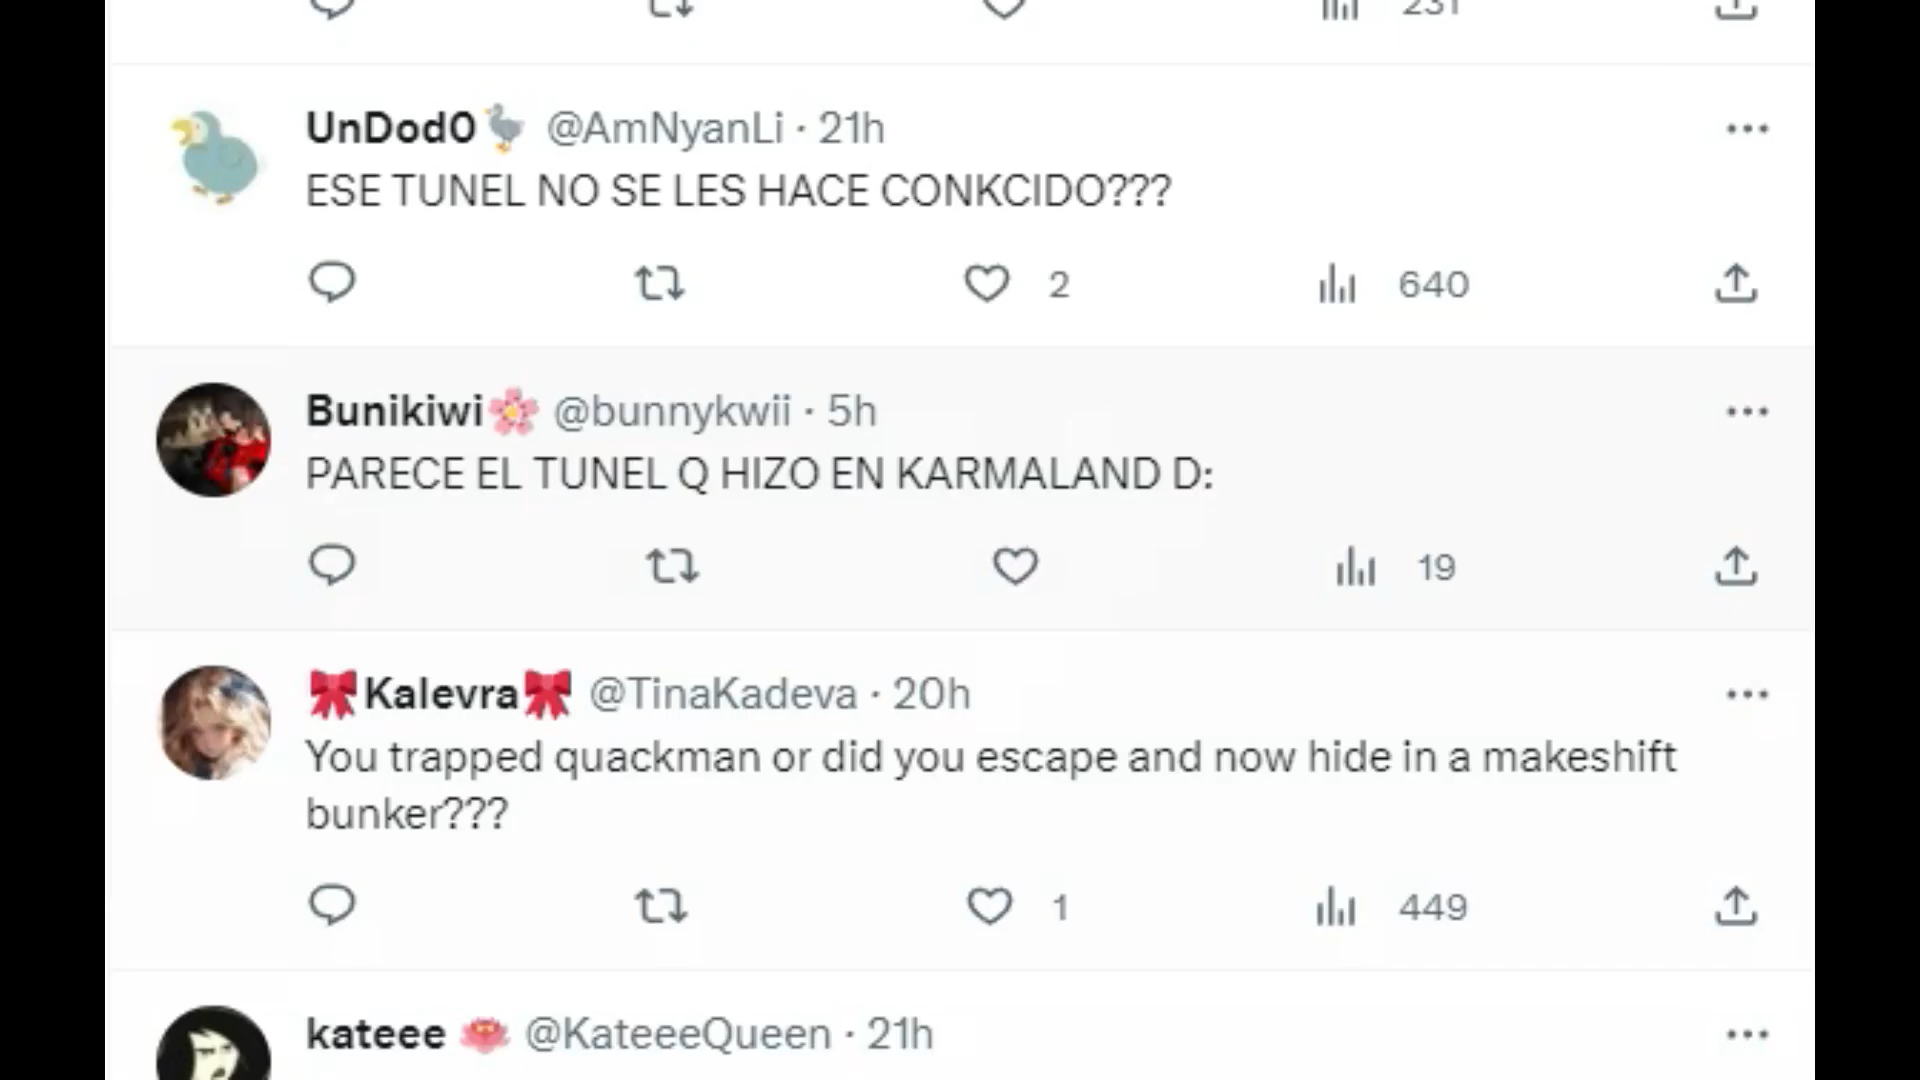 231
UnDod0🦆 @AmNyanLi · 21h
ESE TUNEL NO SE LES HACE CONKCIDO???
2 640
Bunikiwi🌸 @bunnykwii · 5h
PARECE EL TUNEL Q HIZO EN KARMALAND D:
19
🎀Kalevra🎀 @TinaKadeva · 20h
You trapped quackman or did you escape and now hide in a makeshift
bunker???
1 449
kateee 🪷 @KateeeQueen · 21h